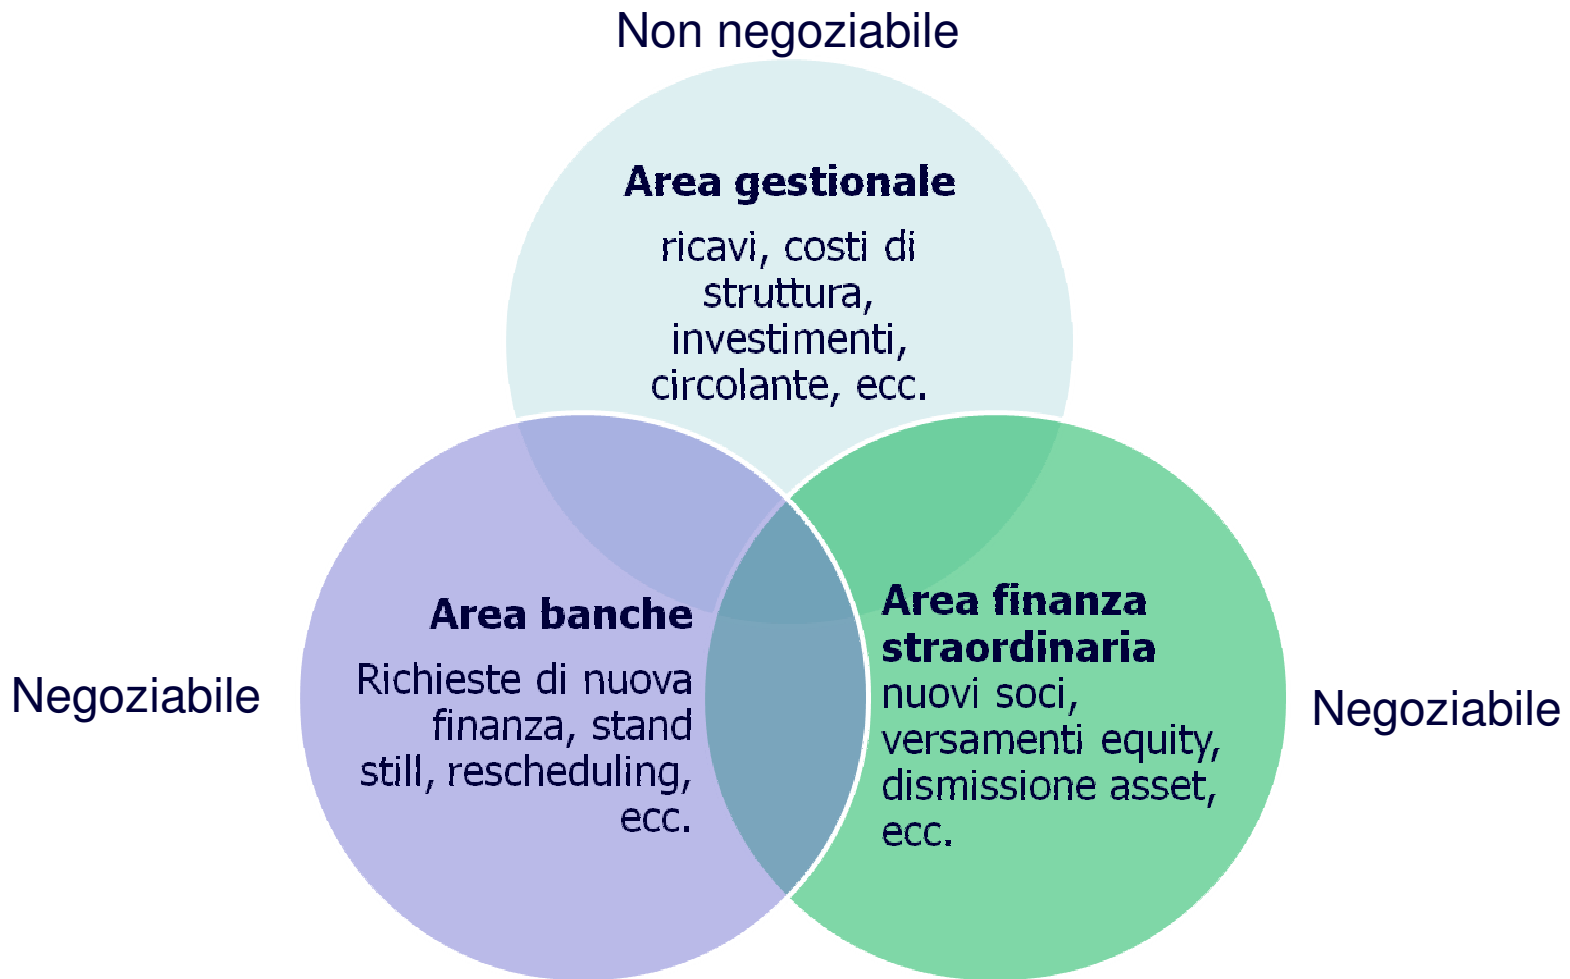 Non negoziabile
Area gestionale
ricavi, costi di
struttura,
investimenti,
circolante, ecc.
Negoziabile
Area banche
Richieste di nuova
finanza, stand
still, rescheduling,
ecc.
Area finanza
straordinaria
nuovi soci,
versamenti equity,
dismissione asset,
ecc.
Negoziabile